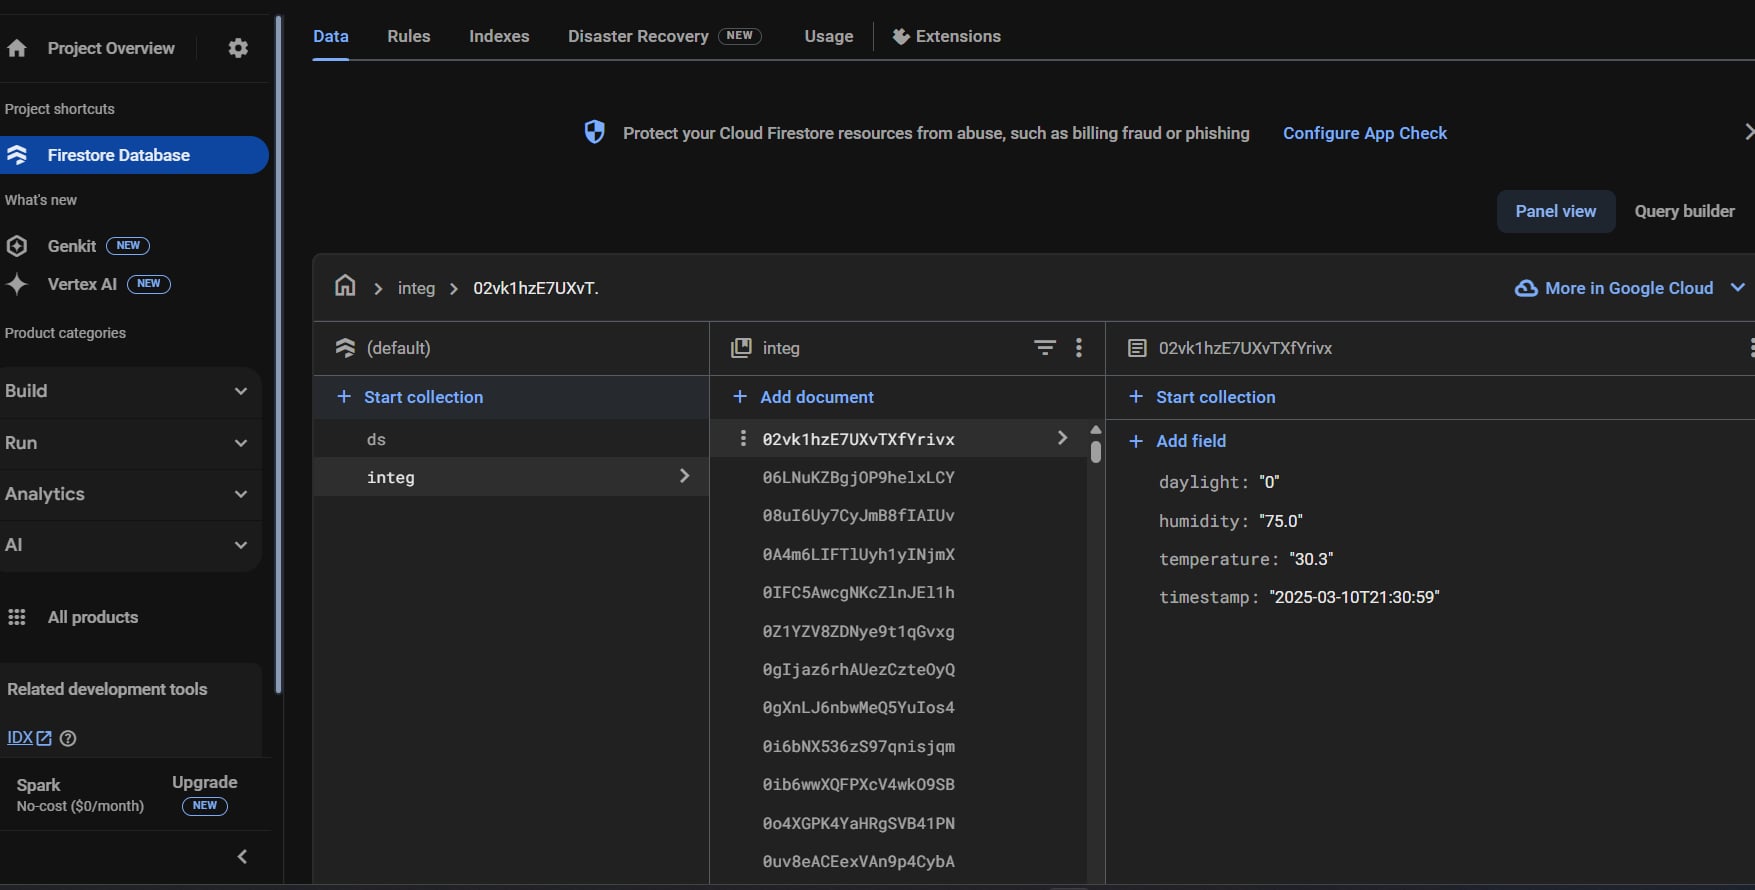 Project Overview
Project shortcuts
Firestore Database
What's new
Genkit NEW
Vertex AI NEW
Product categories
Build
Run
Analytics
AI
All products
Related development tools
IDX
Spark
No-cost ($0/month)
Upgrade
NEW
Data Rules Indexes Disaster Recovery NEW Usage Extensions
Protect your Cloud Firestore resources from abuse, such as billing fraud or phishing Configure App Check
Panel view Query builder
integ 02vk1hzE7UXvT.
More in Google Cloud
(default)
Start collection
ds
integ
integ
Add document
02vk1hzE7UXvTXfYrivx
06LNuKZBgjOP9helxLCY
08uI6Uy7CyJmB8fIAIUv
0A4m6LIFTlUyh1yINjmX
0IFC5AwcgNKcZlnJEl1h
0Z1YZV8ZDNye9t1qGvxg
0gIjaz6rhAUezCzteOyQ
0gXnLJ6nbwMeQ5YuIos4
0i6bNX536zS97qnisjqm
0ib6wwXQFPXcV4wkO9SB
0o4XGPK4YaHRgSVB41PN
0uv8eACEexVAn9p4CybA
02vk1hzE7UXvTXfYrivx
Start collection
Add field
daylight: "0"
humidity: "75.0"
temperature: "30.3"
timestamp: "2025-03-10T21:30:59"